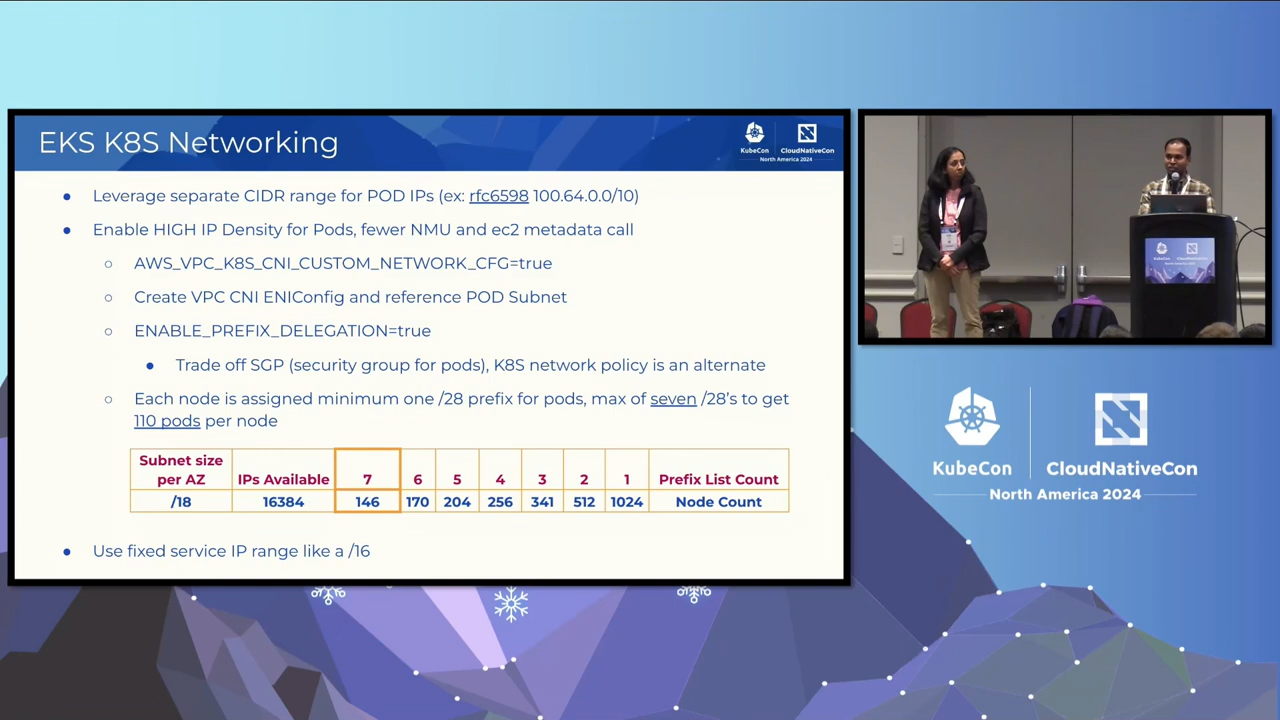 EKS K8S Networking
KubeCon
CloudNativeCon
North America 2024
● Leverage separate CIDR range for POD IPs (ex: rfc6598 100.64.0.0/10)
● Enable HIGH IP Density for Pods, fewer NMU and ec2 metadata call
○ AWS_VPC_K8S_CNI_CUSTOM_NETWORK_CFG=true
○ Create VPC CNI ENIConfig and reference POD Subnet
○ ENABLE_PREFIX_DELEGATION=true
● Trade off SGP (security group for pods), K8S network policy is an alternate
○ Each node is assigned minimum one /28 prefix for pods, max of seven /28's to get
110 pods per node
Subnet size
per AZ IPs Available 7 6 5 4 3 2 1 Prefix List Count
/18 16384 146 170 204 256 341 512 1024 Node Count
● Use fixed service IP range like a /16
KubeCon CloudNativeCon
North America 2024